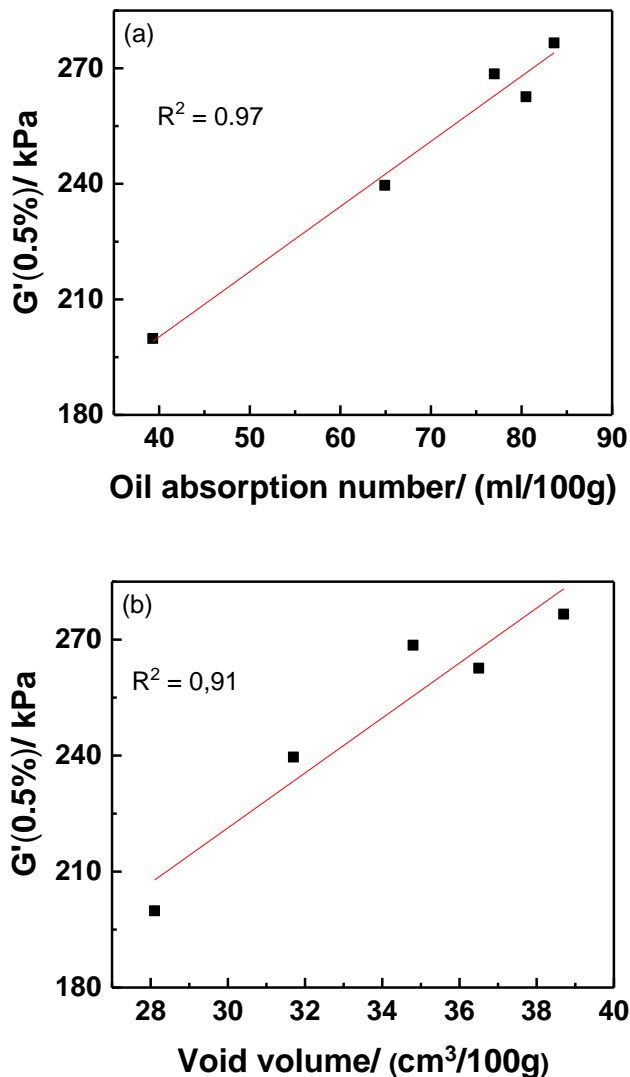 (a)
R² = 0.97
G'(0.5%)/ kPa
270
240
210
180
40 50 60 70 80 90
Oil absorption number/ (ml/100g)
(b)
R² = 0,91
G'(0.5%)/ kPa
270
240
210
180
28 30 32 34 36 38 40
Void volume/ (cm³/100g)